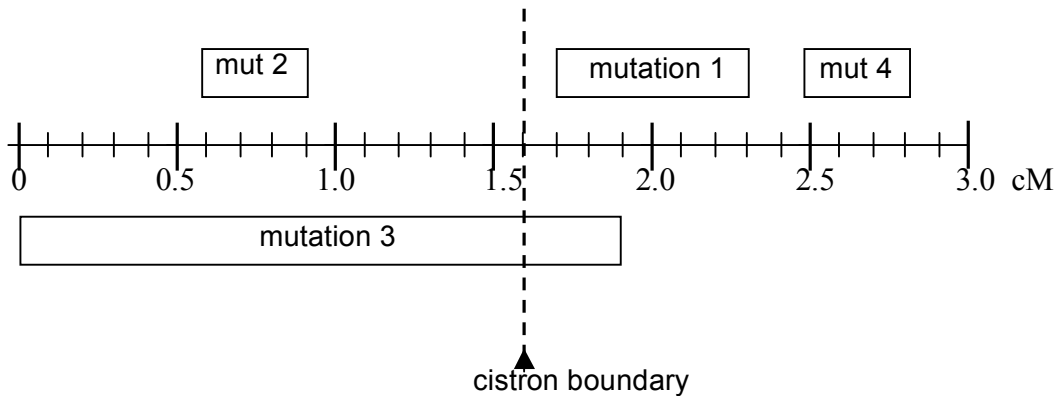 mut 2
mutation 1
mut 4
0 0.5 1.0 1.5 2.0 2.5 3.0 cM
mutation 3
cistron boundary